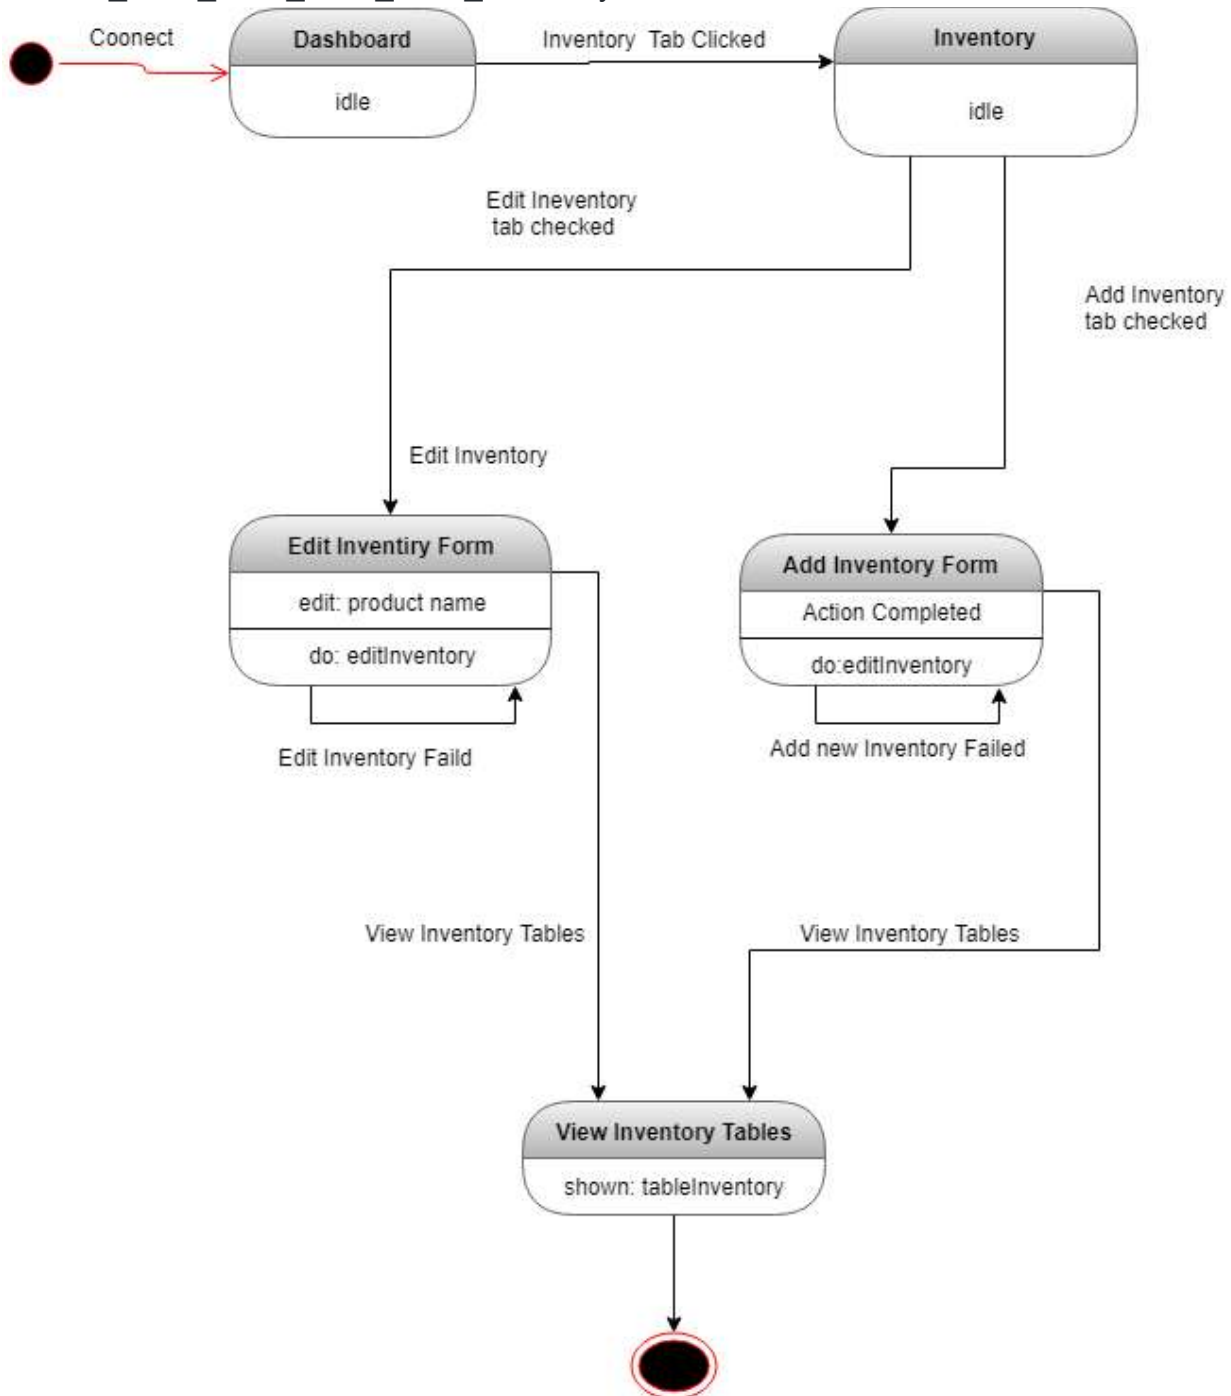 Coonect
Dashboard
idle
Inventory Tab Clicked
Inventory
idle
Edit Ineventory
tab checked
Add Inventory
tab checked
Edit Inventory
Edit Inventiry Form
edit: product name
do: editInventory
Edit Inventory Faild
Add Inventory Form
Action Completed
do:editInventory
Add new Inventory Failed
View Inventory Tables
View Inventory Tables
View Inventory Tables
shown: tableInventory